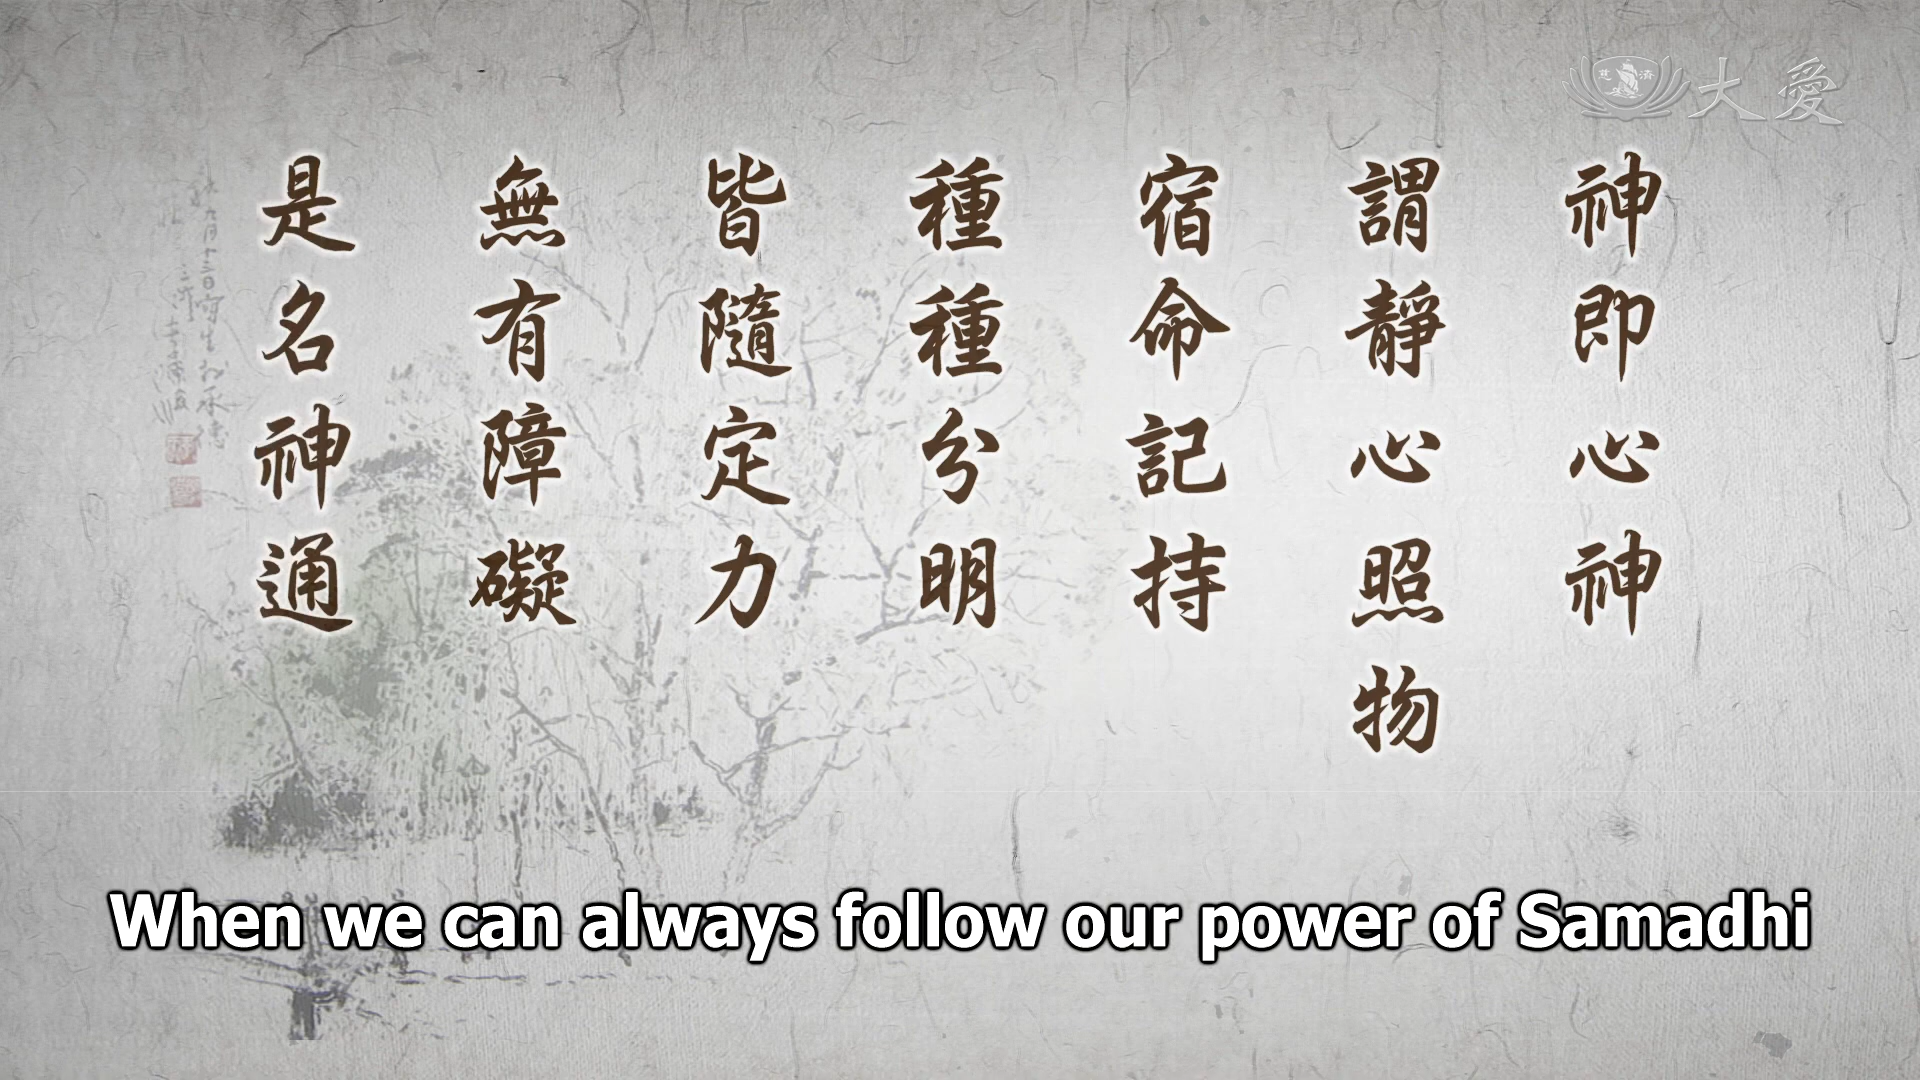 神即心神
謂靜心照物
宿命記持
種種分明
皆隨定力
無有障礙
是名神通
大愛
慈濟
When we can always follow our power of Samadhi